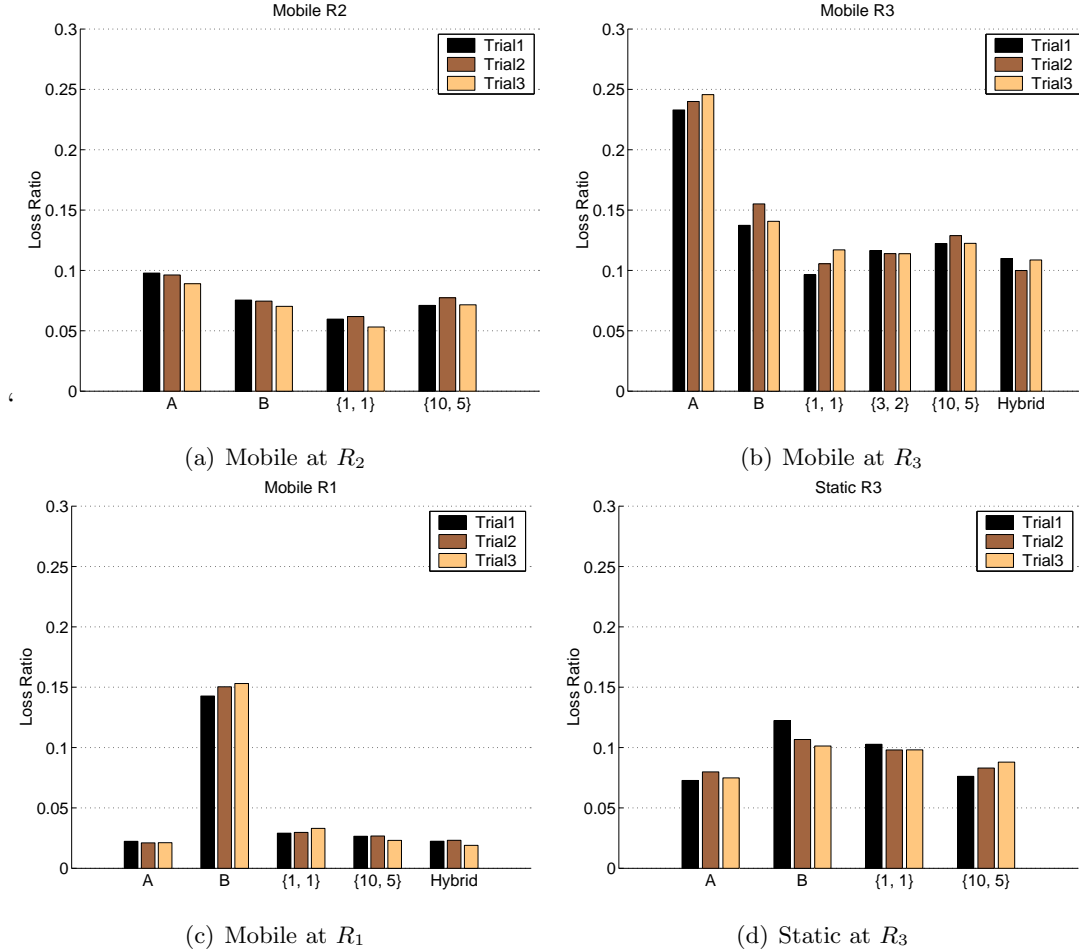 Mobile R2
0.3
0.25
0.2
0.15
0.1
0.05
0
Loss Ratio
Trial1
Trial2
Trial3
A B {1, 1} {10, 5}
‘
(a) Mobile at R2
Mobile R3
0.3
0.25
0.2
0.15
0.1
0.05
0
Loss Ratio
Trial1
Trial2
Trial3
A B {1, 1} {3, 2} {10, 5} Hybrid
(b) Mobile at R3
Mobile R1
0.3
0.25
0.2
0.15
0.1
0.05
0
Loss Ratio
Trial1
Trial2
Trial3
A B {1, 1} {10, 5} Hybrid
(c) Mobile at R1
Static R3
0.3
0.25
0.2
0.15
0.1
0.05
0
Loss Ratio
Trial1
Trial2
Trial3
A B {1, 1} {10, 5}
(d) Static at R3